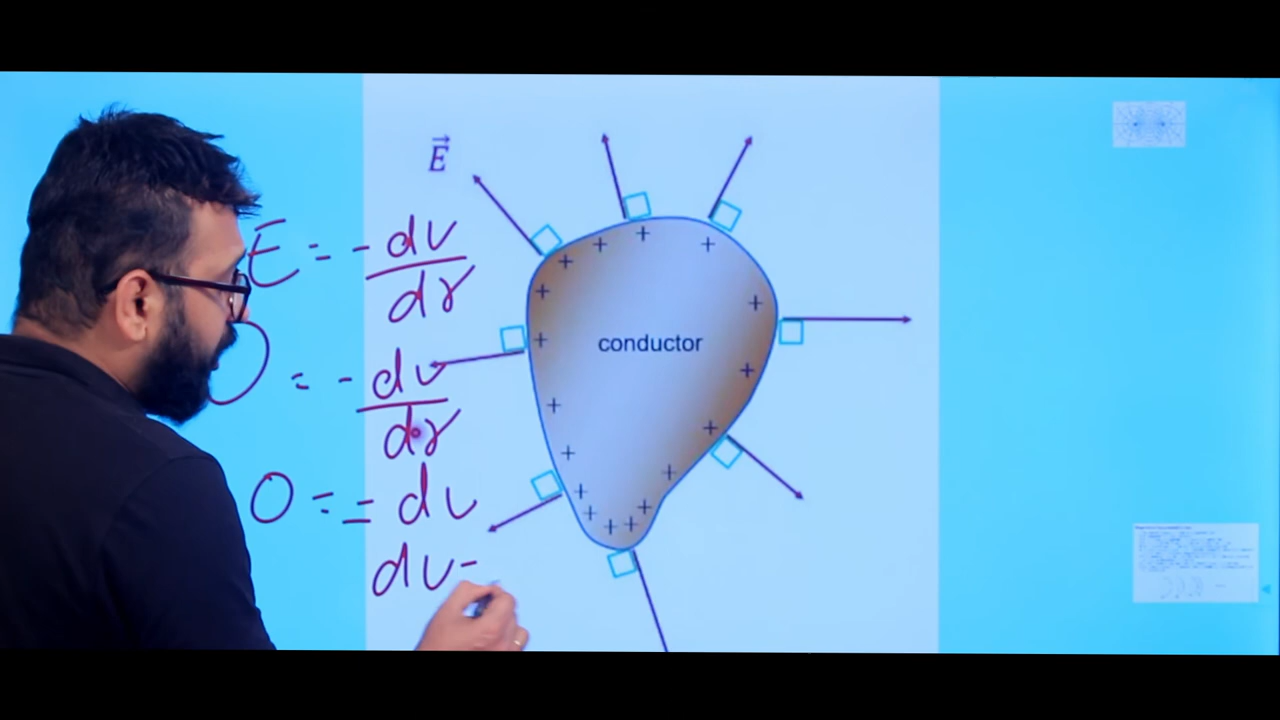 E⃗
E = - dv/dr
0 = - dv/dr
conductor
0 = - dv
dv =